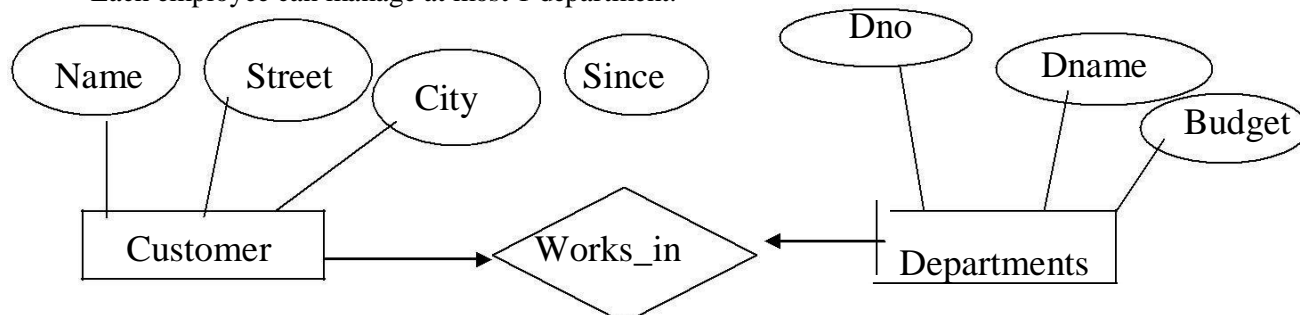 Each employee can manage at most 1 department.
Dno
Name
Street
City
Since
Dname
Budget
Customer
Works_in
Departments